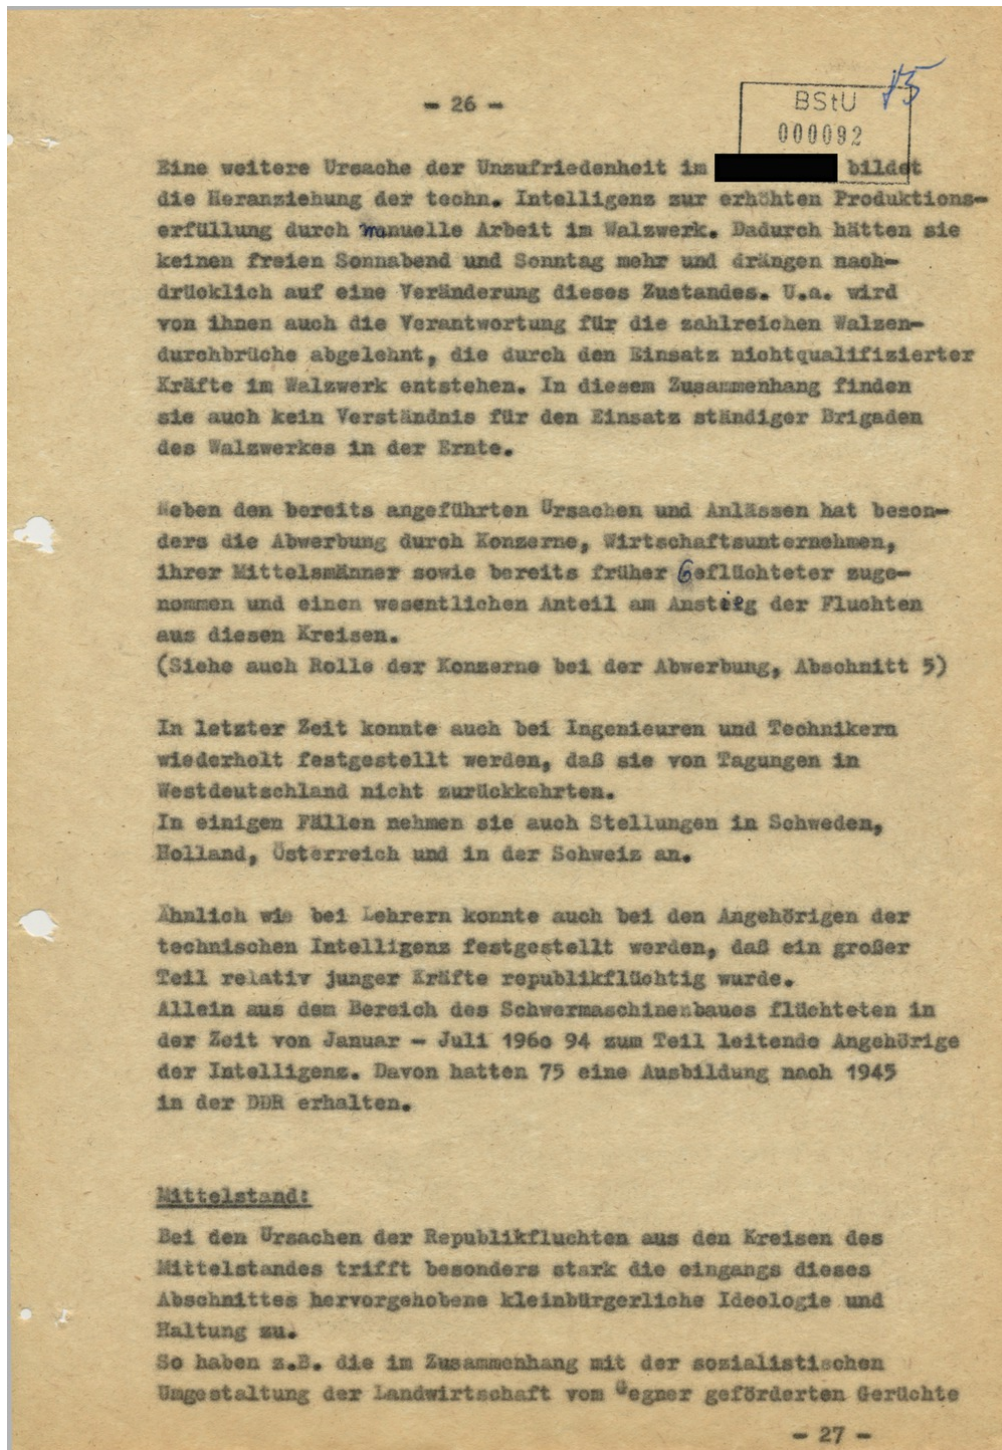 - 26 -
15
BStU
000092
Eine weitere Ursache der Unzufriedenheit im bildet
die Heranziehung der techn. Intelligenz zur erhöhten Produktions-
erfüllung durch manuelle Arbeit im Walzwerk. Dadurch hätten sie
keinen freien Sonnabend und Sonntag mehr und drängen nach-
drücklich auf eine Veränderung dieses Zustandes. U.a. wird
von ihnen auch die Verantwortung für die zahlreichen Walzen-
durchbrüche abgelehnt, die durch den Einsatz nichtqualifizierter
Kräfte im Walzwerk entstehen. In diesem Zusammenhang finden
sie auch kein Verständnis für den Einsatz ständiger Brigaden
des Walzwerkes in der Ernte.
Neben den bereits angeführten Ursachen und Anlässen hat beson-
ders die Abwerbung durch Konzerne, Wirtschaftsunternehmen,
ihrer Mittelsmänner sowie bereits früher Geflüchteter zuge-
nommen und einen wesentlichen Anteil am Anstieg der Fluchten
aus diesen Kreisen.
(Siehe auch Rolle der Konzerne bei der Abwerbung, Abschnitt 5)
In letzter Zeit konnte auch bei Ingenieuren und Technikern
wiederholt festgestellt werden, daß sie von Tagungen in
Westdeutschland nicht zurückkehrten.
In einigen Fällen nehmen sie auch Stellungen in Schweden,
Holland, Österreich und in der Schweiz an.
Ähnlich wie bei Lehrern konnte auch bei den Angehörigen der
technischen Intelligenz festgestellt werden, daß ein großer
Teil relativ junger Kräfte republikflüchtig wurde.
Allein aus dem Bereich des Schwermaschinenbaues flüchteten in
der Zeit von Januar - Juli 196o 94 zum Teil leitende Angehörige
der Intelligenz. Davon hatten 75 eine Ausbildung nach 1945
in der DDR erhalten.
Mittelstand:
Bei den Ursachen der Republikfluchten aus den Kreisen des
Mittelstandes trifft besonders stark die eingangs dieses
Abschnittes hervorgehobene kleinbürgerliche Ideologie und
Haltung zu.
So haben z.B. die im Zusammenhang mit der sozialistischen
Umgestaltung der Landwirtschaft vom Gegner geförderten Gerüchte
- 27 -